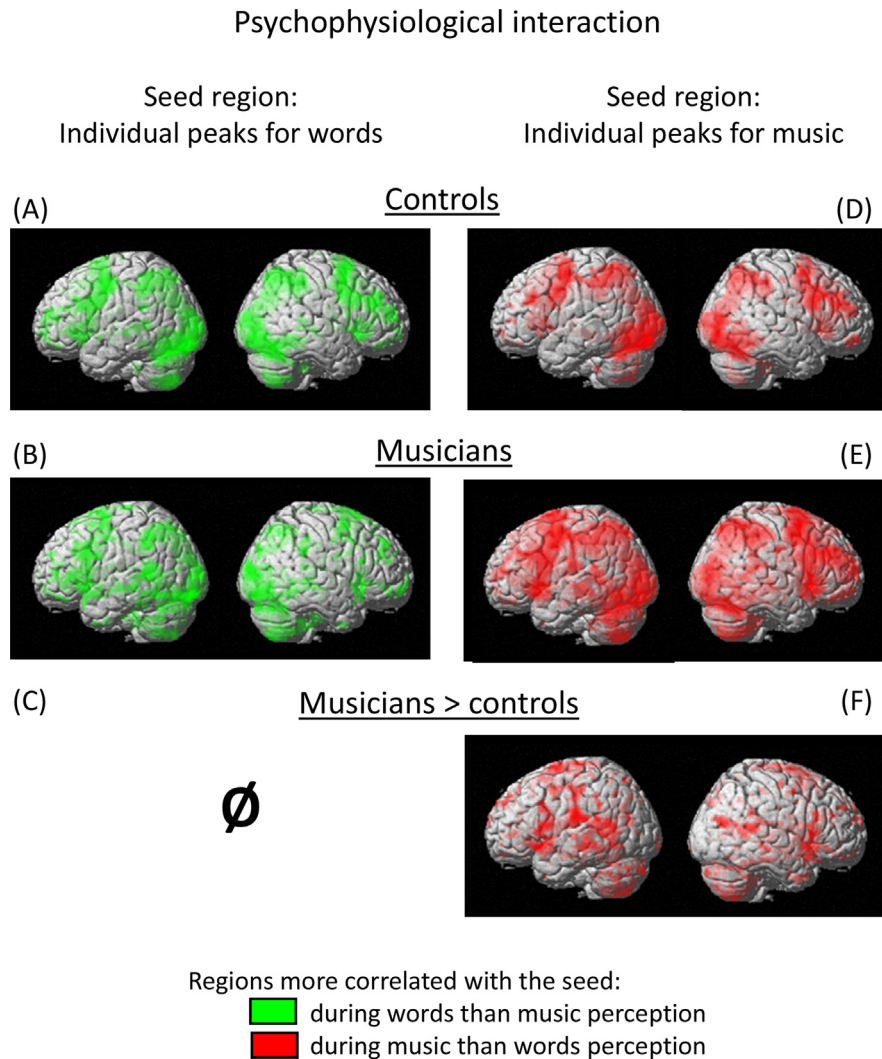 Psychophysiological interaction
Seed region:
Individual peaks for words
Seed region:
Individual peaks for music
(A)
Controls
(D)
(B)
Musicians
(E)
(C)
Musicians > controls
(F)
Ø
Regions more correlated with the seed:
during words than music perception
during music than words perception